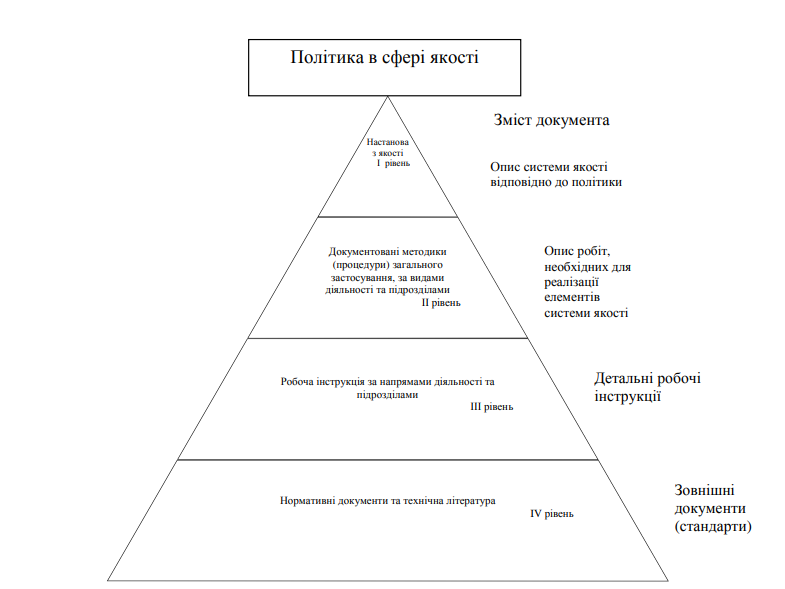 Політика в сфері якості
Зміст документа
Настанова
з якості
І рівень
Опис системи якості
відповідно до політики
Документовані методики
(процедури) загального
застосування, за видами
діяльності та підрозділами
ІІ рівень
Опис робіт,
необхідних для
реалізації
елементів
системи якості
Робоча інструкція за напрямами діяльності та
підрозділами
ІІІ рівень
Детальні робочі
інструкції
Нормативні документи та технічна література
IV рівень
Зовнішні
документи
(стандарти)